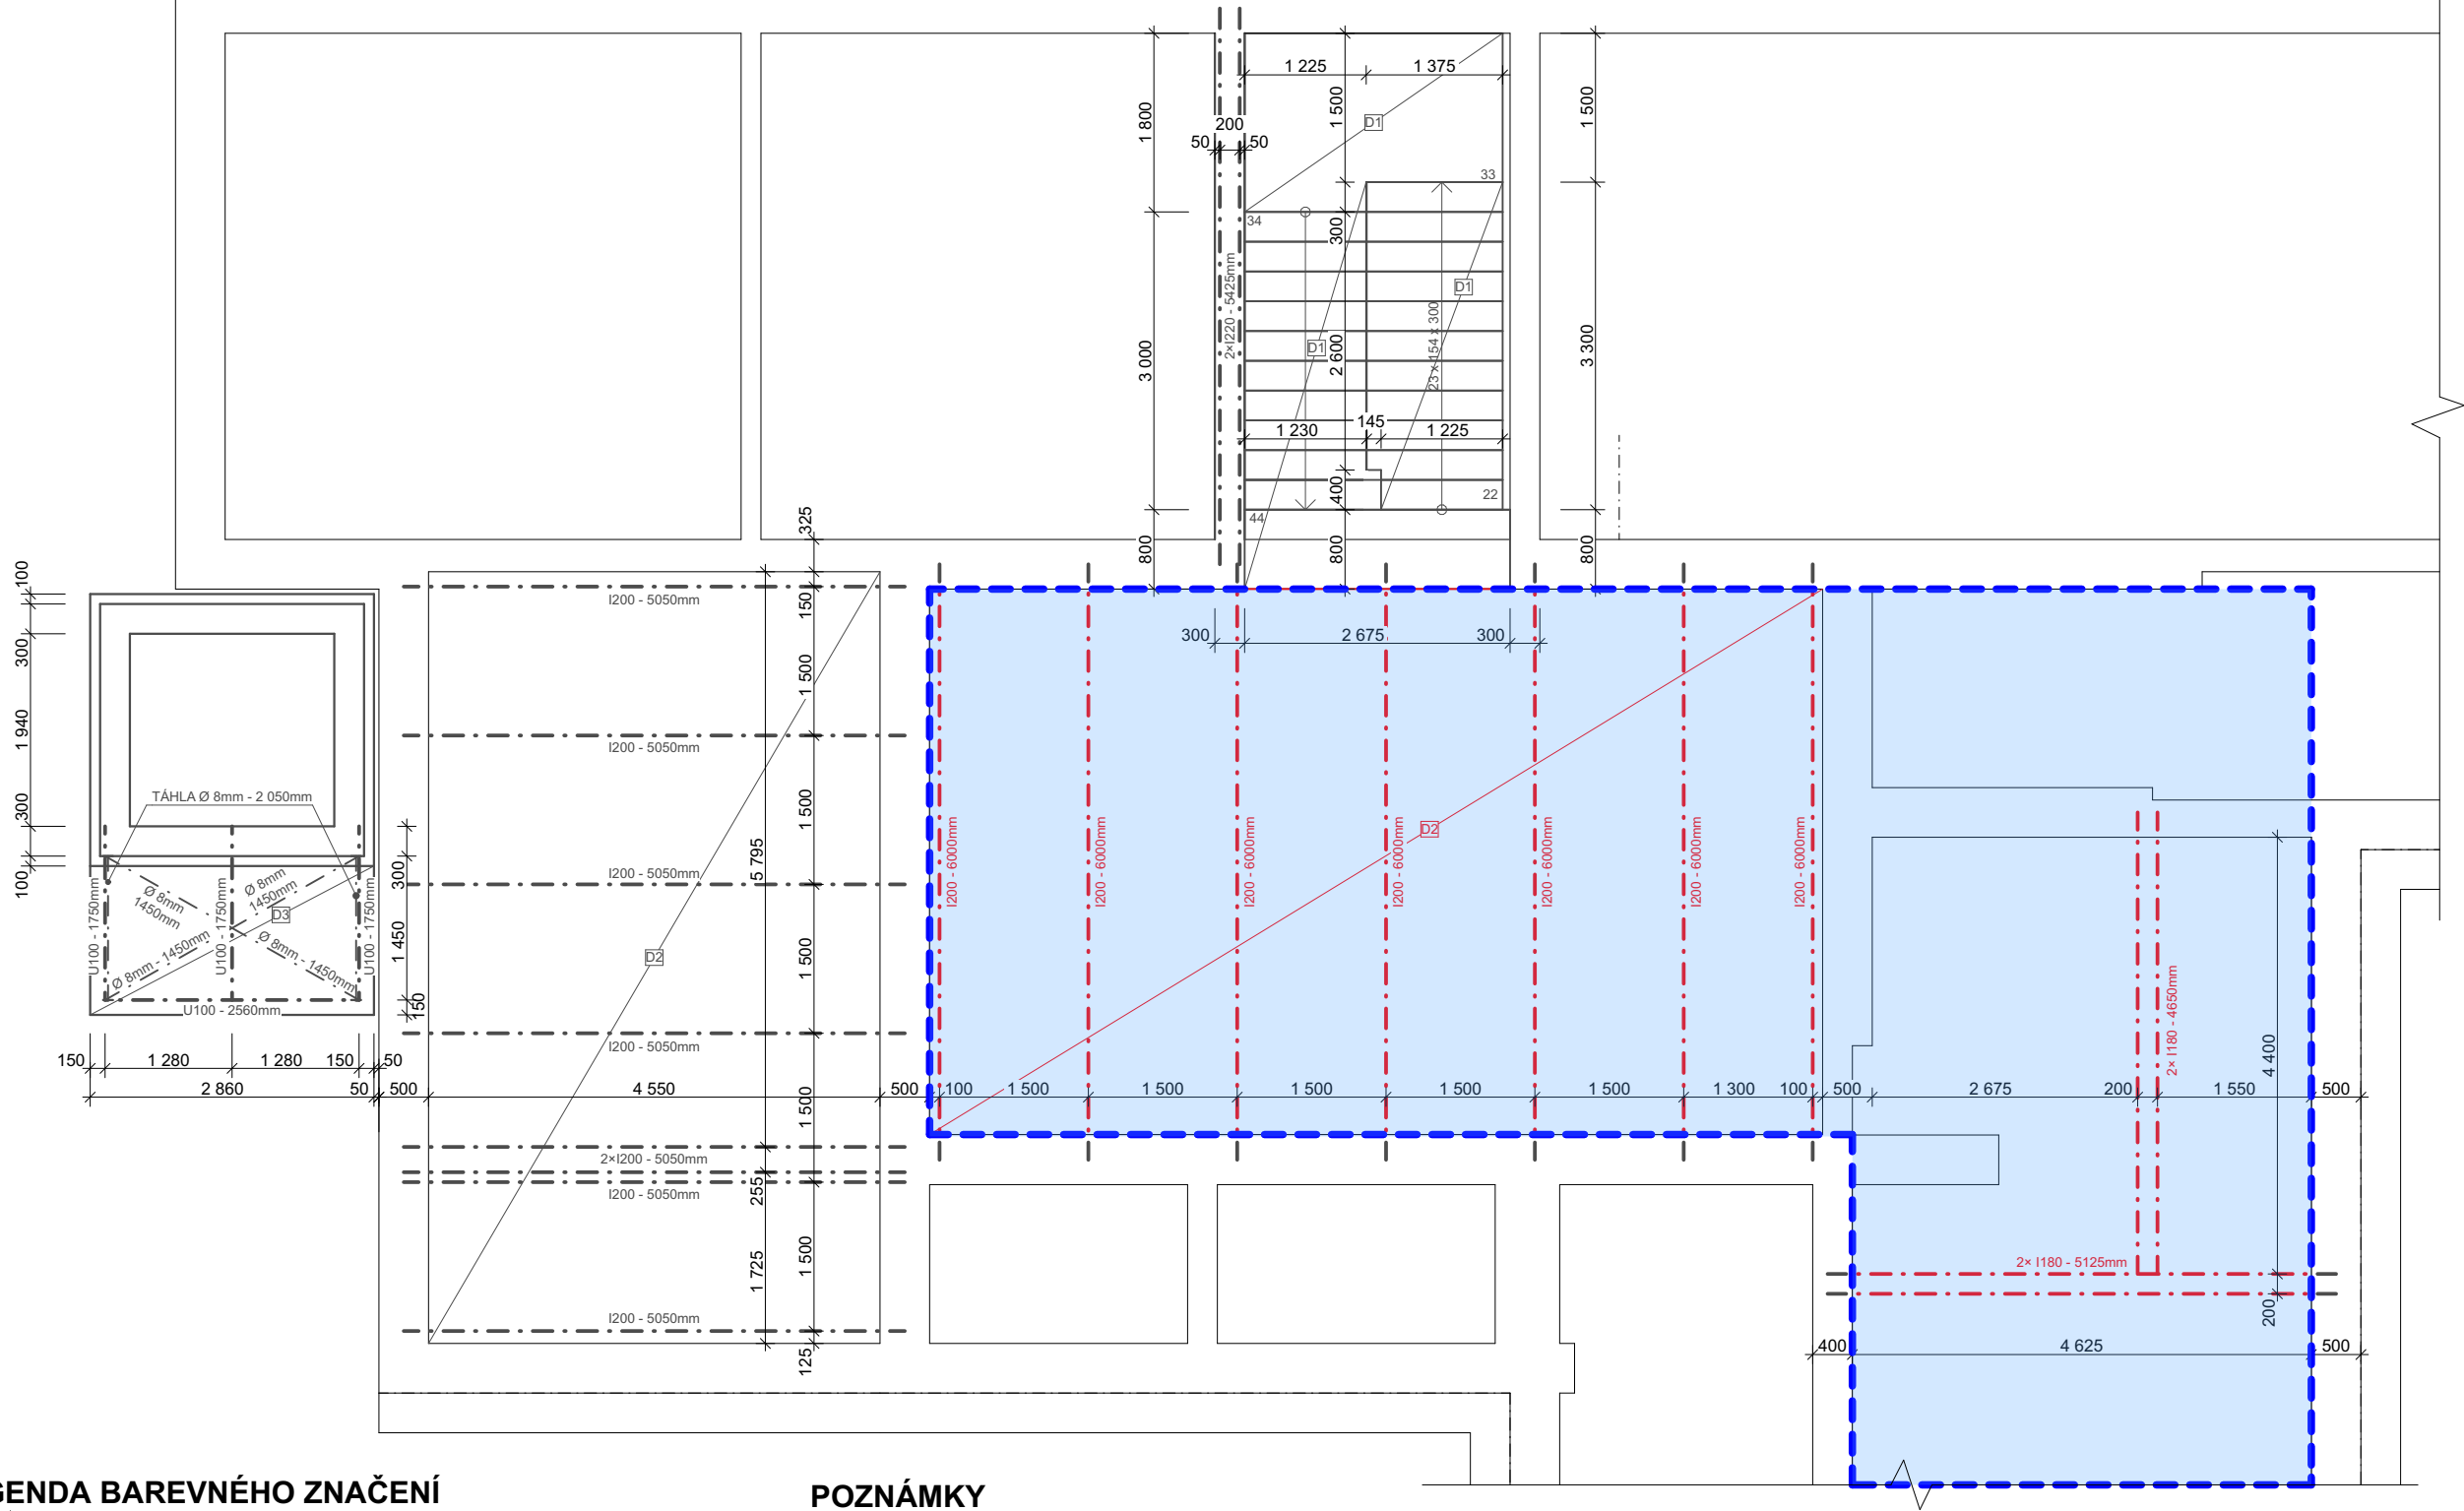 1 225
1 375
1 800
1 500
1 500
200
50
50
D1
33
34
300
2×I220 - 5425mm
D1
D1
23 x 154 x 300
2 600
3 000
3 300
145
1 230
1 225
400
22
44
325
800
800
800
100
300
1 940
300
100
I200 - 5050mm
150
300
2 675
300
1 500
I200 - 5050mm
TÁHLA Ø 8mm - 2 050mm
1 500
5 795
I200 - 5050mm
I200 - 6000mm
I200 - 6000mm
I200 - 6000mm
I200 - 6000mm
I200 - 6000mm
I200 - 6000mm
I200 - 6000mm
D2
300
U100 - 1750mm
Ø 8mm
1450mm
Ø 8mm
1450mm
D3
U100 - 1750mm
U100 - 1750mm
Ø 8mm - 1450mm
Ø 8mm - 1450mm
1 450
D2
1 500
U100 - 2560mm
150
I200 - 5050mm
2× I180 - 4650mm
4 400
150
1 280
1 280
150
50
2 860
50
500
4 550
500
100
1 500
1 500
1 500
1 500
1 500
1 300
100
500
2 675
200
1 550
500
1 500
2×I200 - 5050mm
255
I200 - 5050mm
1 725
1 500
2× I180 - 5125mm
200
I200 - 5050mm
125
400
4 625
500
GENDA BAREVNÉHO ZNAČENÍ
POZNÁMKY